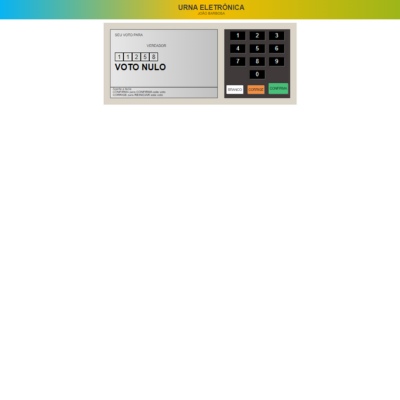 URNA ELETRÔNICA
JOÃO BARBOSA
SEU VOTO PARA
VEREADOR
1 1 2 5 8
VOTO NULO
APERTE A TECLA
CONFIRMA para CONFIRMAR este voto
CORRIGE para REINICIAR este voto
1 2 3
4 5 6
7 8 9
0
BRANCO CORRIGE CONFIRMA